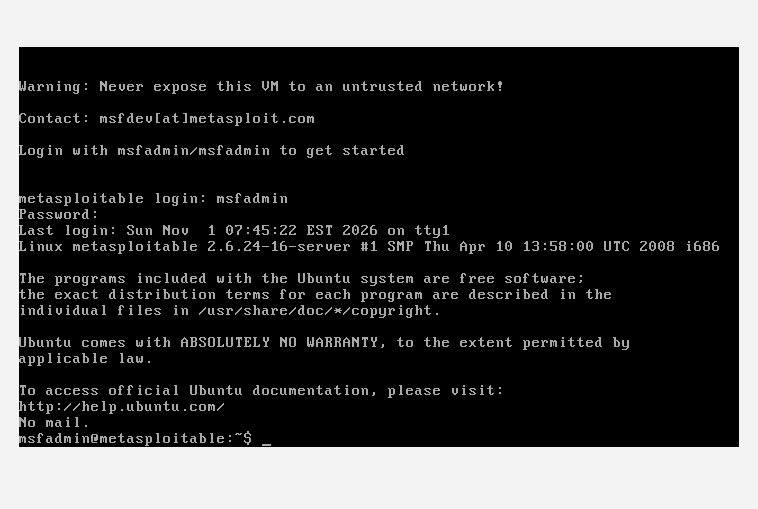 Warning: Never expose this VM to an untrusted network!
Contact: msfdev[at]metasploit.com
Login with msfadmin/msfadmin to get started
metasploitable login: msfadmin
Password:
Last login: Sun Nov  1 07:45:22 EST 2026 on tty1
Linux metasploitable 2.6.24-16-server #1 SMP Thu Apr 10 13:58:00 UTC 2008 i686
The programs included with the Ubuntu system are free software;
the exact distribution terms for each program are described in the
individual files in /usr/share/doc/*/copyright.
Ubuntu comes with ABSOLUTELY NO WARRANTY, to the extent permitted by
applicable law.
To access official Ubuntu documentation, please visit:
http://help.ubuntu.com/
No mail.
msfadmin@metasploitable:~$ _